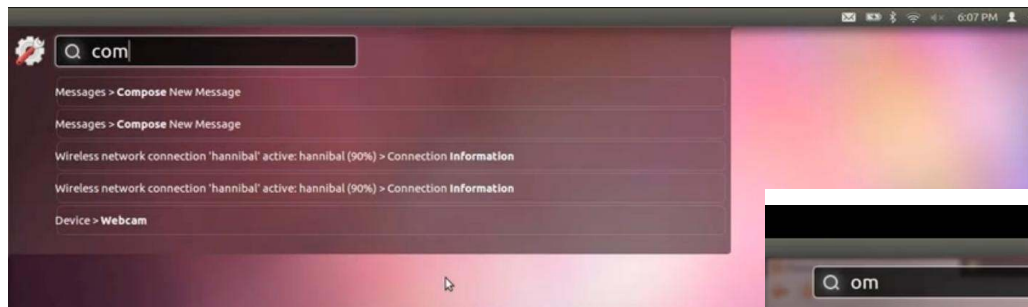 6:07 PM
com
Messages > Compose New Message
Messages > Compose New Message
Wireless network connection 'hannibal' active: hannibal (90%) > Connection Information
Wireless network connection 'hannibal' active: hannibal (90%) > Connection Information
Device > Webcam
om